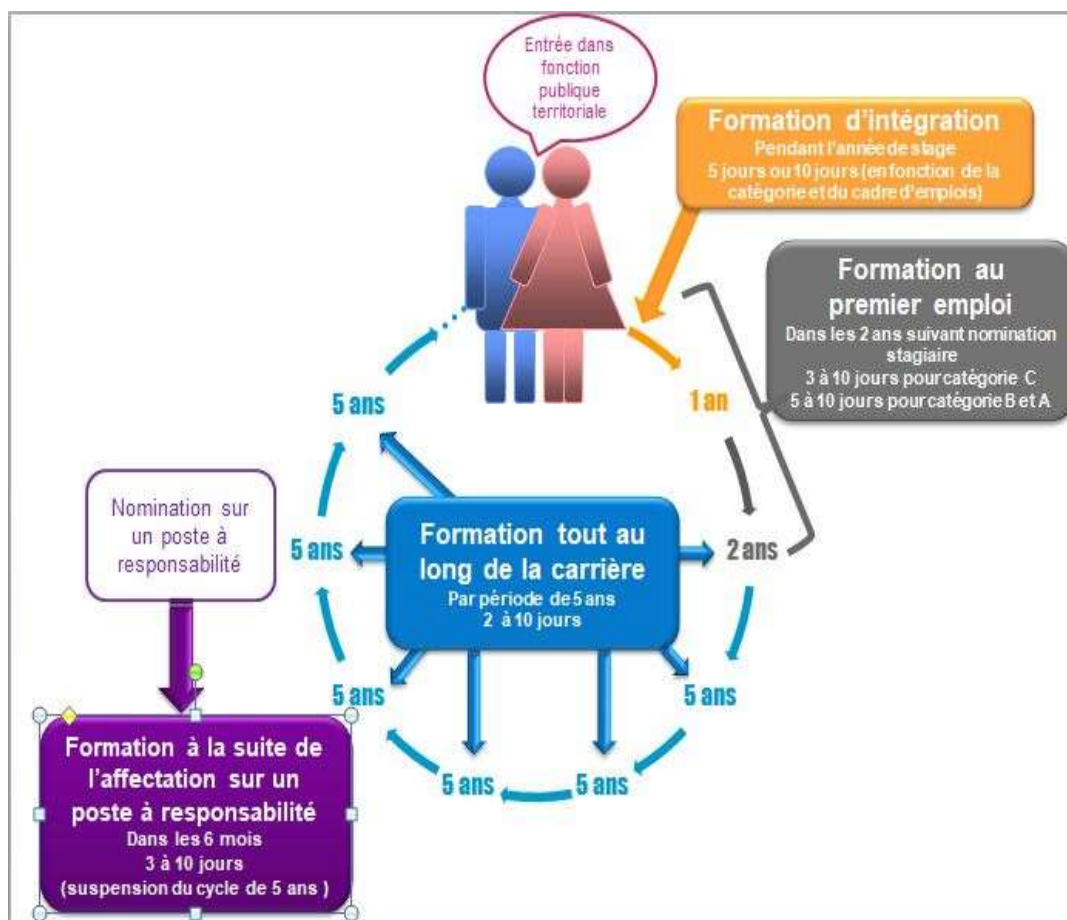 Entrée dans
fonction
publique
territoriale
Formation d'intégration
Pendant l'année de stage
5 jours ou 10 jours (en fonction de la
catégorie et du cadre d'emplois)
Formation au
premier emploi
Dans les 2 ans suivant nomination
stagiaire
3 à 10 jours pour catégorie C
5 à 10 jours pour catégorie B et A
1 an
2 ans
5 ans
5 ans
5 ans
5 ans
5 ans
5 ans
Formation tout au
long de la carrière
Par période de 5 ans
2 à 10 jours
Nomination sur
un poste à
responsabilité
Formation à la suite de
l'affectation sur un
poste à responsabilité
Dans les 6 mois
3 à 10 jours
(suspension du cycle de 5 ans )